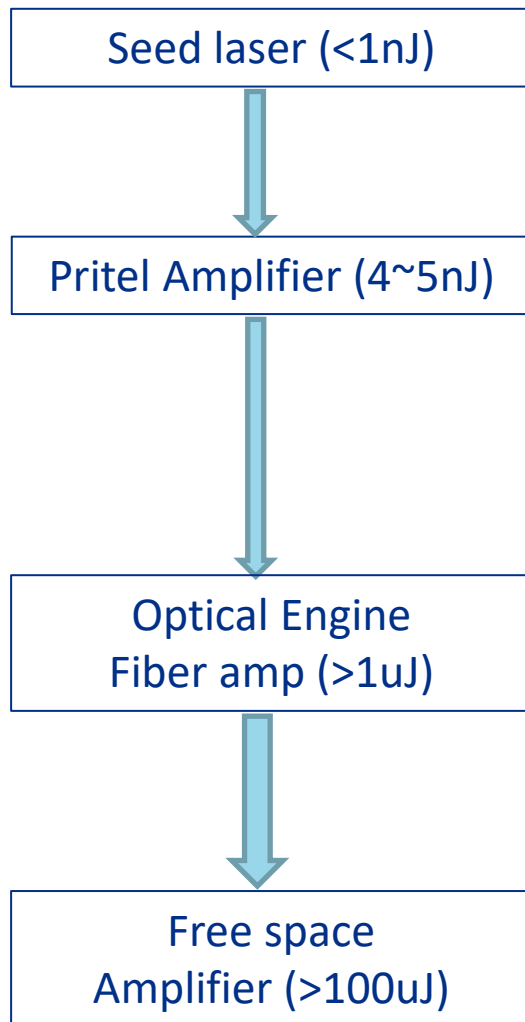 Seed laser (<1nJ)
Pritel Amplifier (4~5nJ)
Optical Engine
Fiber amp (>1uJ)
Free space
Amplifier (>100uJ)